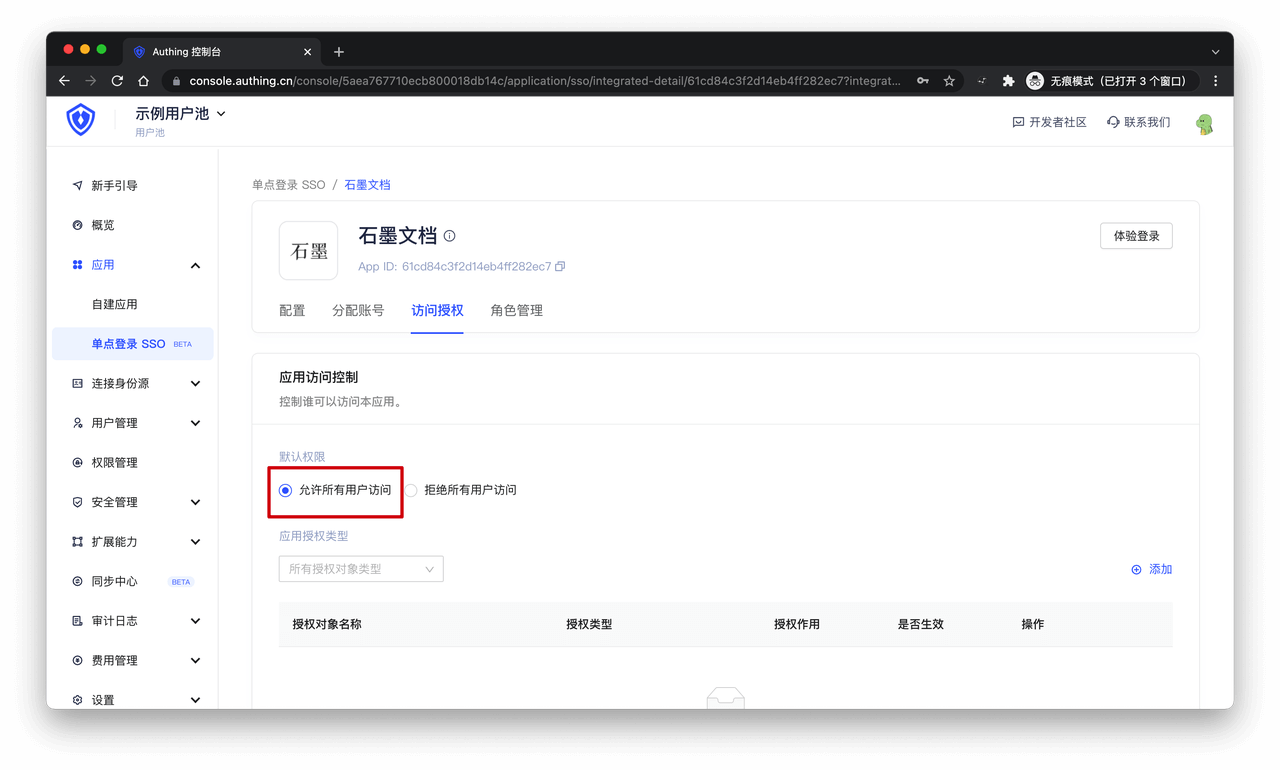 Authing 控制台
console.authing.cn/console/5aea767710ecb800018db14c/application/sso/integrated-detail/61cd84c3f2d14eb4ff282ec7?integrat...
无痕模式（已打开 3 个窗口）
示例用户池
用户池
开发者社区
联系我们
新手引导
概览
应用
自建应用
单点登录 SSO BETA
连接身份源
用户管理
权限管理
安全管理
扩展能力
同步中心 BETA
审计日志
费用管理
设置
单点登录 SSO / 石墨文档
石墨
石墨文档
App ID: 61cd84c3f2d14eb4ff282ec7
体验登录
配置 分配账号 访问授权 角色管理
应用访问控制
控制谁可以访问本应用。
默认权限
允许所有用户访问 拒绝所有用户访问
应用授权类型
所有授权对象类型
添加
授权对象名称 授权类型 授权作用 是否生效 操作